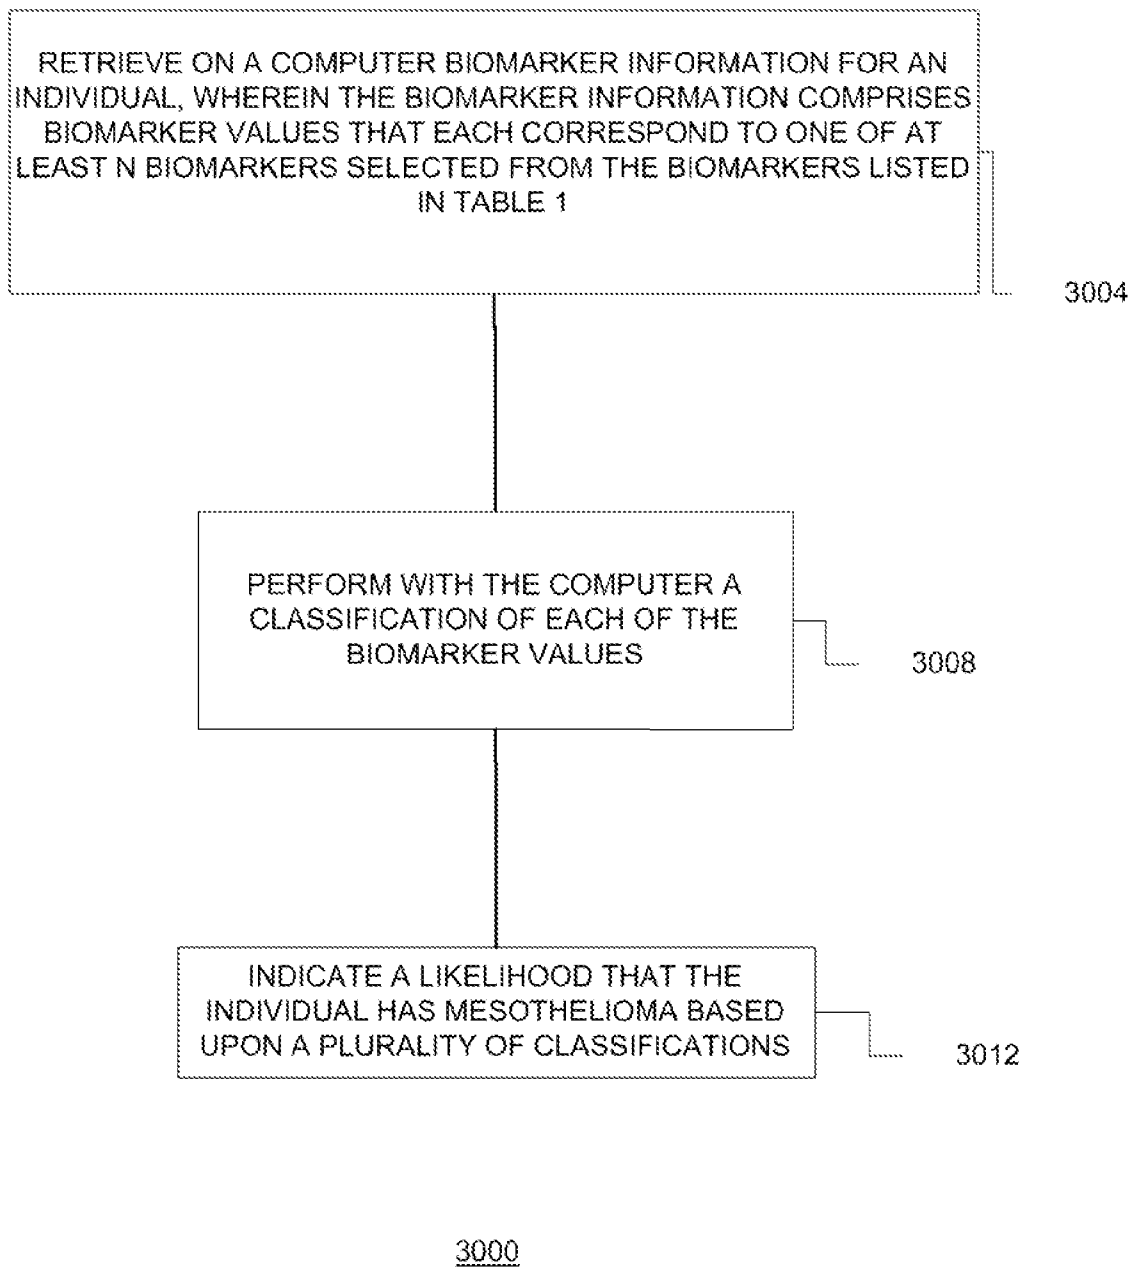 RETRIEVE ON A COMPUTER BIOMARKER INFORMATION FOR AN
INDIVIDUAL, WHEREIN THE BIOMARKER INFORMATION COMPRISES
BIOMARKER VALUES THAT EACH CORRESPOND TO ONE OF AT
LEAST N BIOMARKERS SELECTED FROM THE BIOMARKERS LISTED
IN TABLE 1
3004
PERFORM WITH THE COMPUTER A
CLASSIFICATION OF EACH OF THE
BIOMARKER VALUES
3008
INDICATE A LIKELIHOOD THAT THE
INDIVIDUAL HAS MESOTHELIOMA BASED
UPON A PLURALITY OF CLASSIFICATIONS
3012
3000